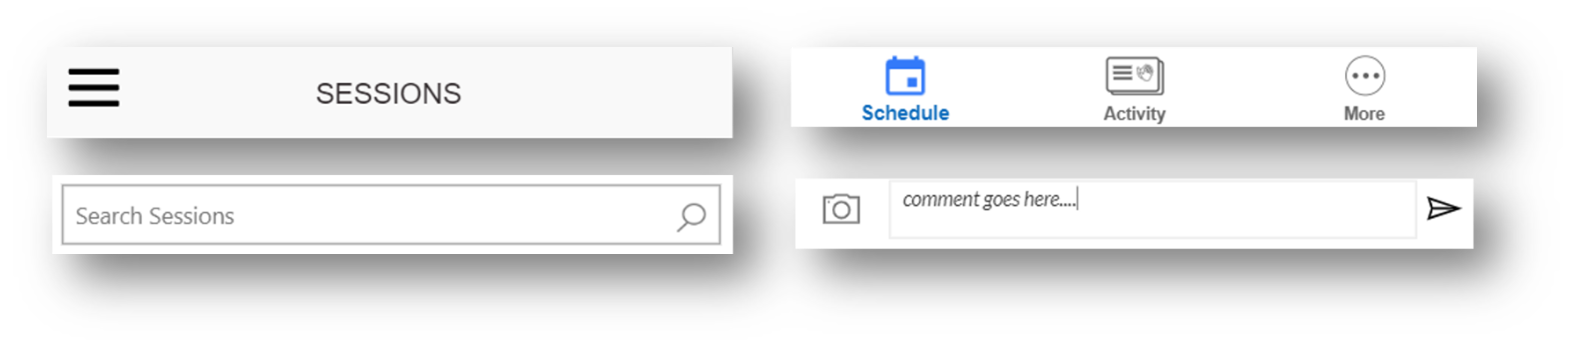 SESSIONS
Search Sessions
Schedule
Activity
More
comment goes here....